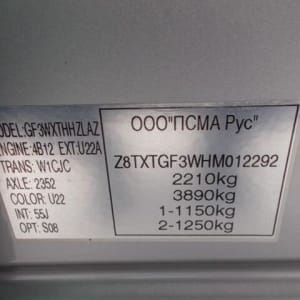 MODEL:GF3WXTHHZLAZ
ENGINE: 4B12 EXT:U22A
TRANS: W1CJC
AXLE: 2352
COLOR: U22
INT: 55J
OPT: S08
ООО"ПСМА Рус"
Z8TXTGF3WHM012292
2210kg
3890kg
1-1150kg
2-1250kg